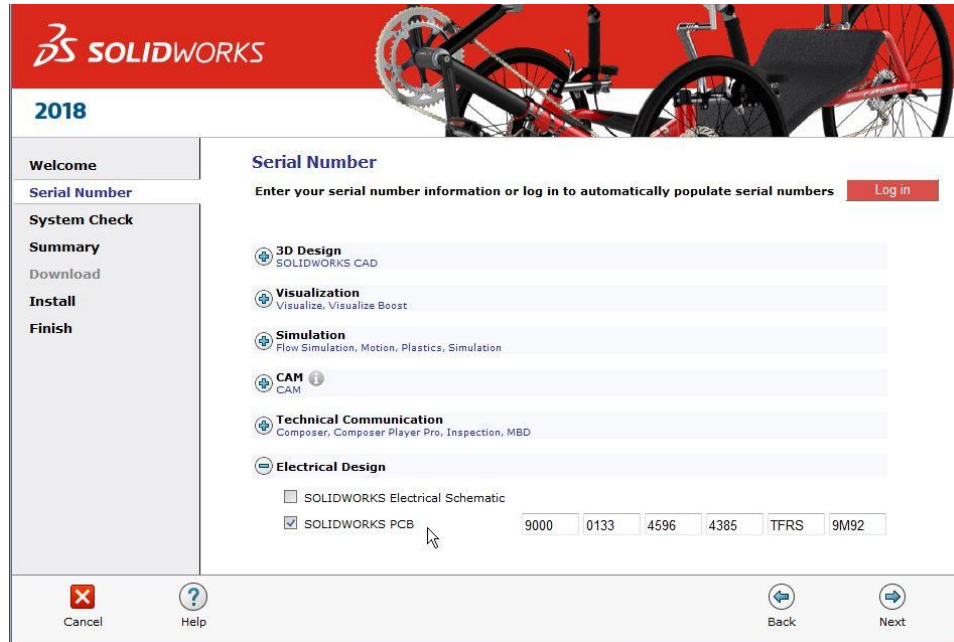 SOLIDWORKS
2018
Welcome
Serial Number
System Check
Summary
Download
Install
Finish
Serial Number
Enter your serial number information or log in to automatically populate serial numbers
Log in
3D Design
SOLIDWORKS CAD
Visualization
Visualize, Visualize Boost
Simulation
Flow Simulation, Motion, Plastics, Simulation
CAM
CAM
Technical Communication
Composer, Composer Player Pro, Inspection, MBD
Electrical Design
SOLIDWORKS Electrical Schematic
SOLIDWORKS PCB 9000 0133 4596 4385 TFRS 9M92
Cancel Help Back Next